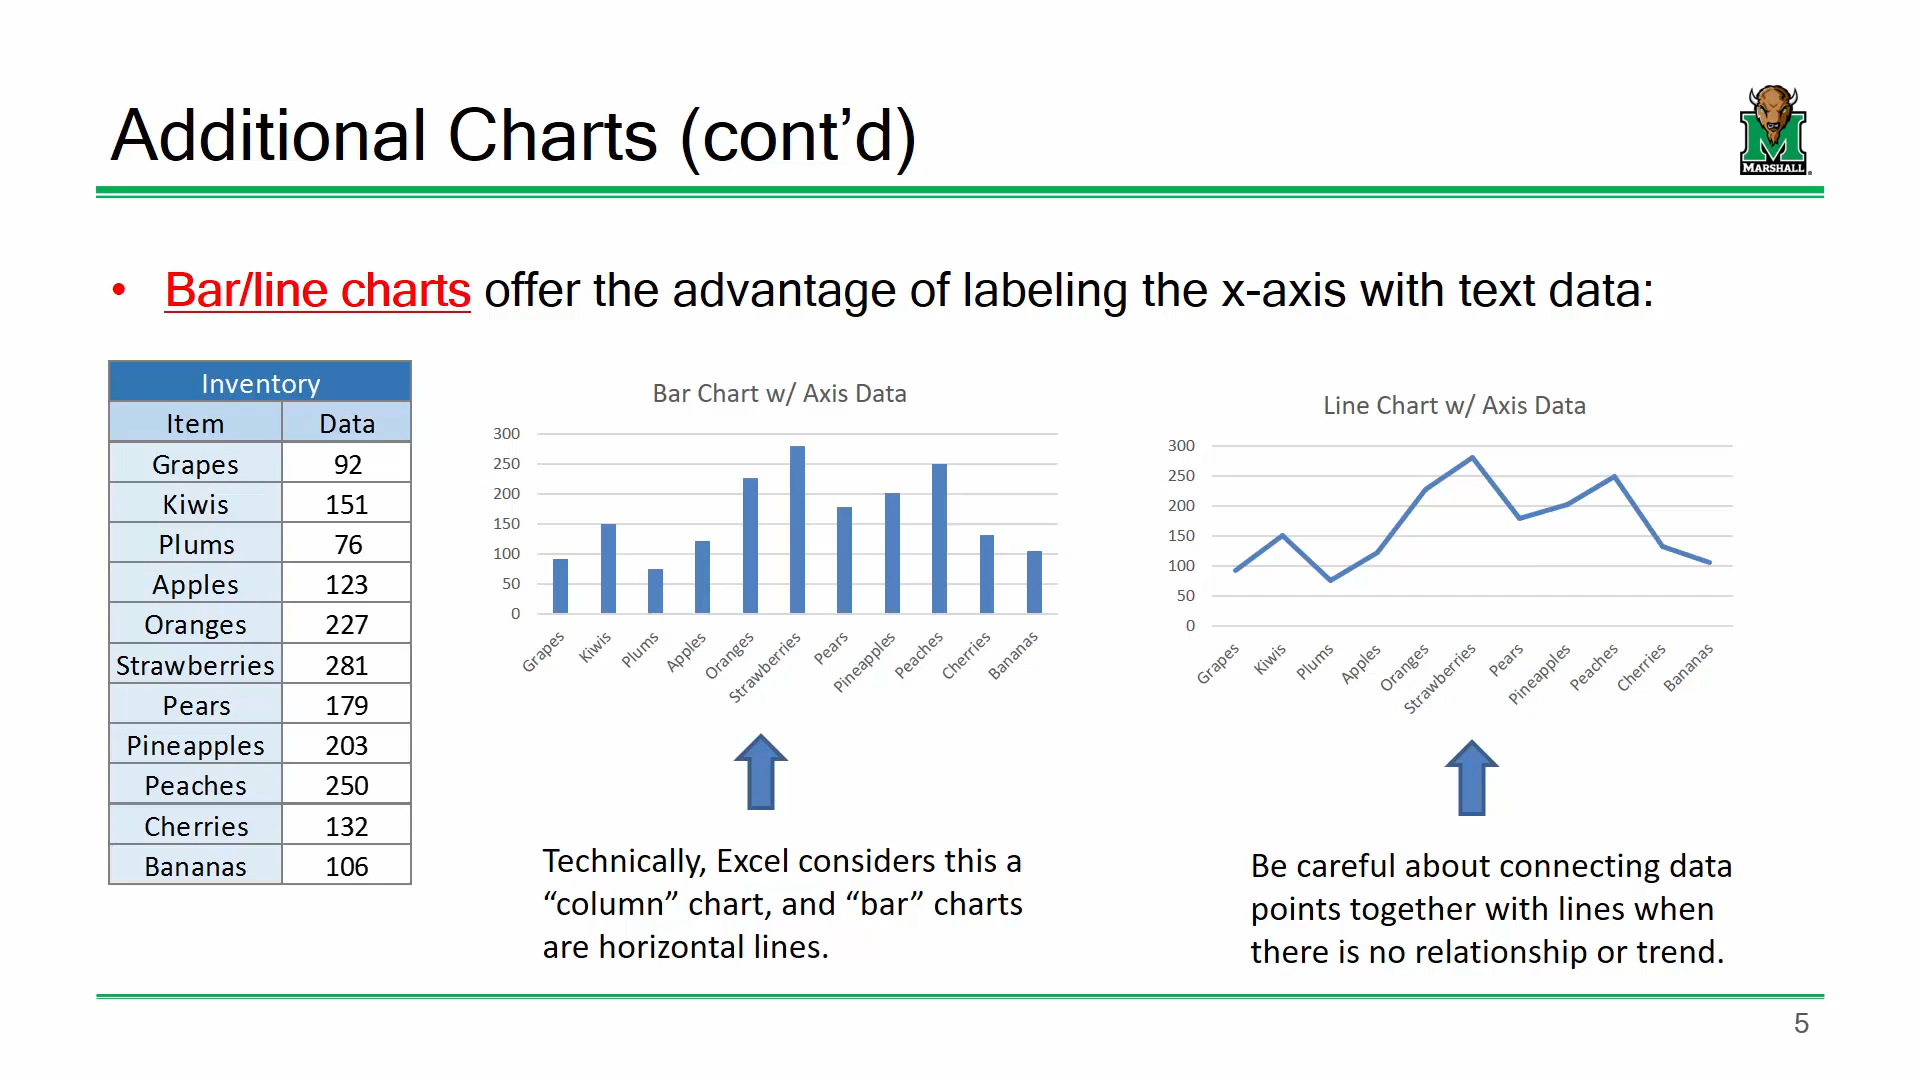 Additional Charts (cont’d)
MARSHALL
• Bar/line charts offer the advantage of labeling the x-axis with text data:
Inventory
Item Data
Grapes 92
Kiwis 151
Plums 76
Apples 123
Oranges 227
Strawberries 281
Pears 179
Pineapples 203
Peaches 250
Cherries 132
Bananas 106
Bar Chart w/ Axis Data
300
250
200
150
100
50
0
Grapes Kiwis Plums Apples Oranges Strawberries Pears Pineapples Peaches Cherries Bananas
Technically, Excel considers this a
“column” chart, and “bar” charts
are horizontal lines.
Line Chart w/ Axis Data
300
250
200
150
100
50
0
Grapes Kiwis Plums Apples Oranges Strawberries Pears Pineapples Peaches Cherries Bananas
Be careful about connecting data
points together with lines when
there is no relationship or trend.
5